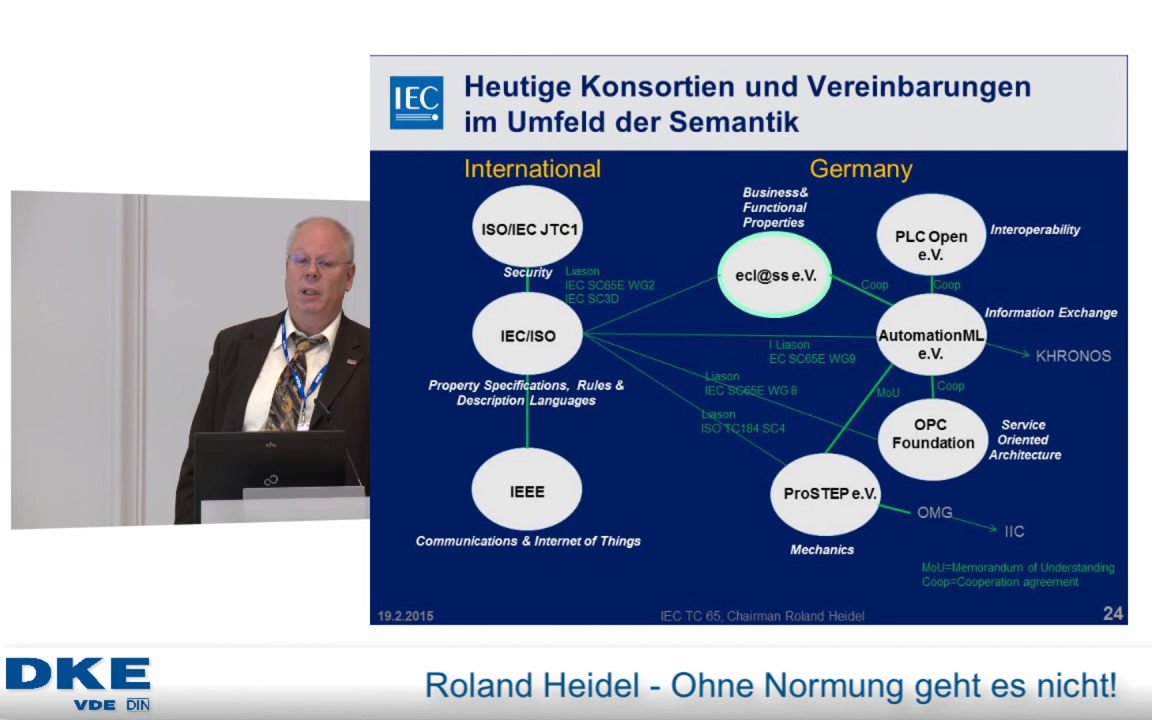 IEC
Heutige Konsortien und Vereinbarungen
im Umfeld der Semantik
International
Germany
ISO/IEC JTC1
Security
Liason
IEC SC65E WG2
IEC SC3D
IEC/ISO
Property Specifications, Rules &
Description Languages
IEEE
Communications & Internet of Things
Business&
Functional
Properties
ecl@ss e.V.
Coop
PLC Open
e.V.
Interoperability
Coop
Information Exchange
AutomationML
e.V.
KHRONOS
I Liason
EC SC65E WG9
Liason
IEC SC65E WG 8
MoU
Coop
Liason
ISO TC184 SC4
OPC
Foundation
Service
Oriented
Architecture
ProSTEP e.V.
Mechanics
OMG
IIC
MoU=Memorandum of Understanding
Coop=Cooperation agreement
19.2.2015
IEC TC 65, Chairman Roland Heidel
24
DKE
VDE DIN
Roland Heidel - Ohne Normung geht es nicht!